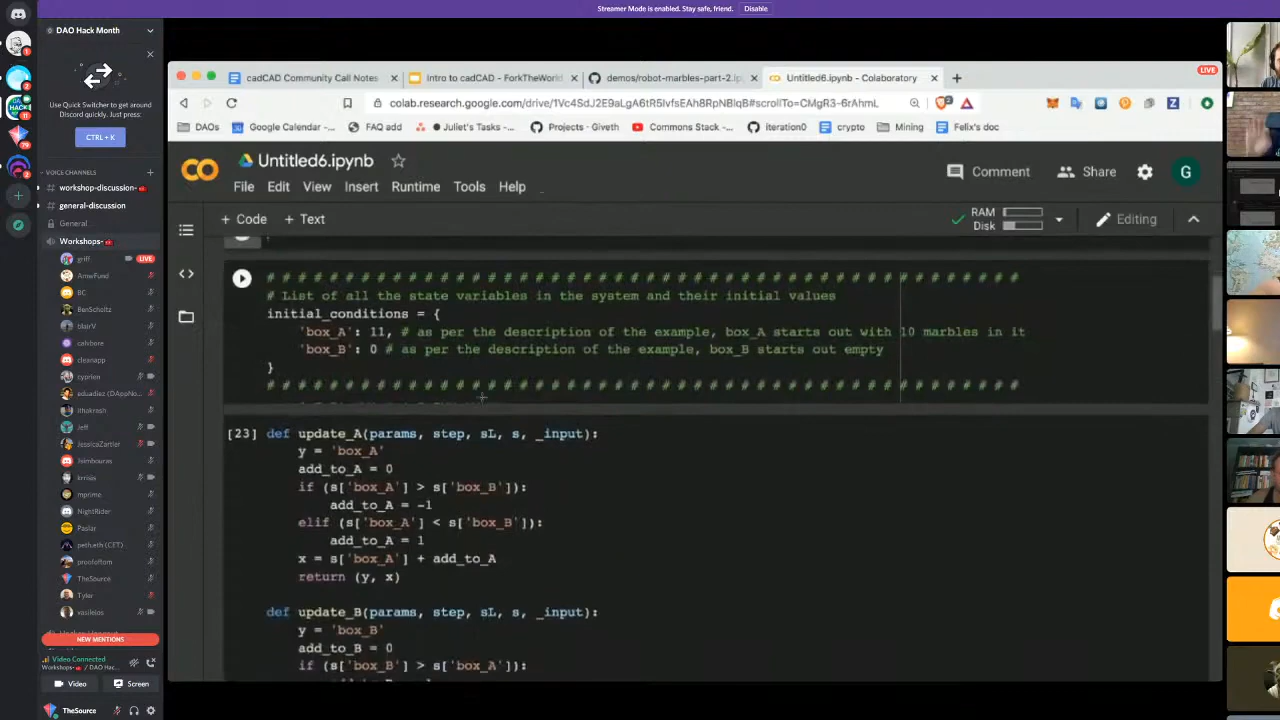 Streamer Mode is enabled. Stay safe, friend. Disable
DAO Hack Month
Use Quick Switcher to get around
Discord quickly. Just press:
CTRL + K
VOICE CHANNELS
workshop-discussion-
general-discussion
General
Workshops-
griff LIVE
AnneFund
BC
BenScholtz
blairV
calxbore
cleanapp
cyprien
eduadiez (DAppNo...
ithakrash
Jeff
JessicaZartler
Jsimbouras
krrisis
mprime
NightRider
Paslar
peth.eth (CET)
proofoftom
TheSource
Tyler
vasileios
NEW MENTIONS
Video Connected
Workshops- / DAO Hac...
Video Screen
TheSource
LIVE
cadCAD Community Call Notes
Intro to cadCAD - ForkTheWorld
demos/robot-marbles-part-2.ip
Untitled6.ipynb - Colaboratory
colab.research.google.com/drive/1Vc4SdJ2E9aLgA6tR5IvfsEAh8RpNBlqB#scrollTo=CMgR3-6rAhmL
DAOs Google Calendar -... FAQ add Juliet's Tasks -... Projects - Giveth Commons Stack -... iteration0 crypto Mining Felix's doc
Untitled6.ipynb
File Edit View Insert Runtime Tools Help
Comment Share G
+ Code + Text
RAM
Disk
Editing
# # # # # # # # # # # # # # # # # # # # # # # # # # # # # # # # # # # # # # # # # # # # # # # #
# List of all the state variables in the system and their initial values
initial_conditions = {
'box_A': 11, # as per the description of the example, box_A starts out with 10 marbles in it
'box_B': 0 # as per the description of the example, box_B starts out empty
}
# # # # # # # # # # # # # # # # # # # # # # # # # # # # # # # # # # # # # # # # # # # # # # # #
[23] def update_A(params, step, sL, s, _input):
y = 'box_A'
add_to_A = 0
if (s['box_A'] > s['box_B']):
add_to_A = -1
elif (s['box_A'] < s['box_B']):
add_to_A = 1
x = s['box_A'] + add_to_A
return (y, x)
def update_B(params, step, sL, s, _input):
y = 'box_B'
add_to_B = 0
if (s['box_B'] > s['box_A']):